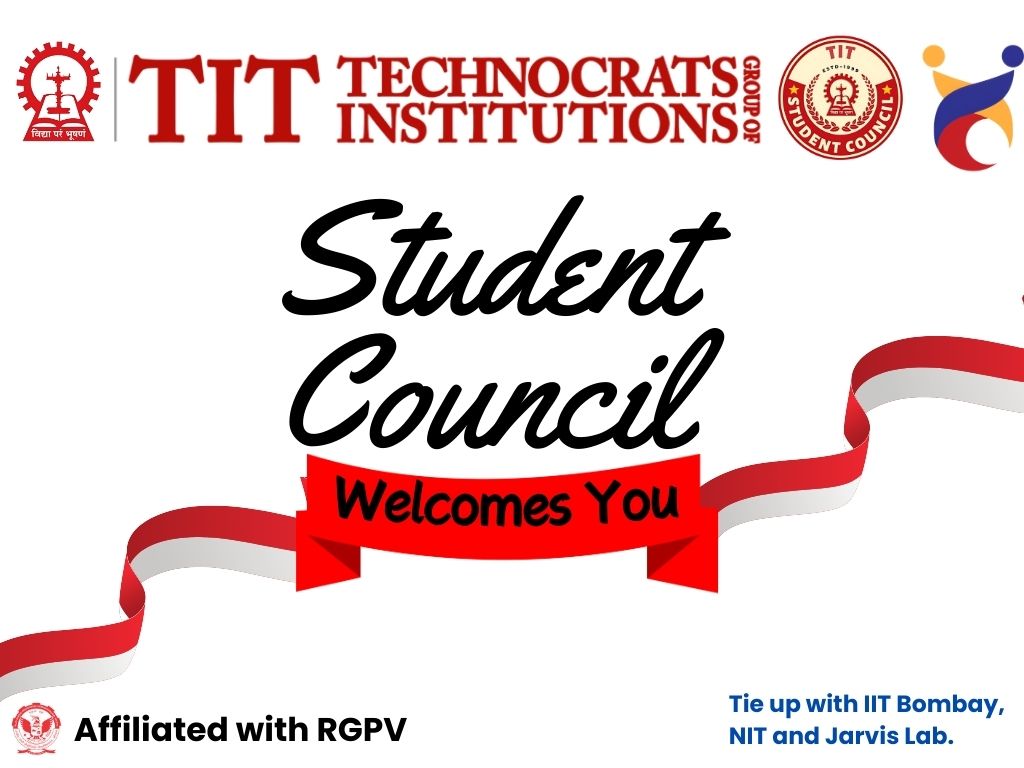 विद्या परं भूषणं
TIT
TECHNOCRATS
INSTITUTIONS
GROUP OF
TIT
ESTD-1999
STUDENT COUNCIL
Student
Council
Welcomes You
Affiliated with RGPV
Tie up with IIT Bombay,
NIT and Jarvis Lab.